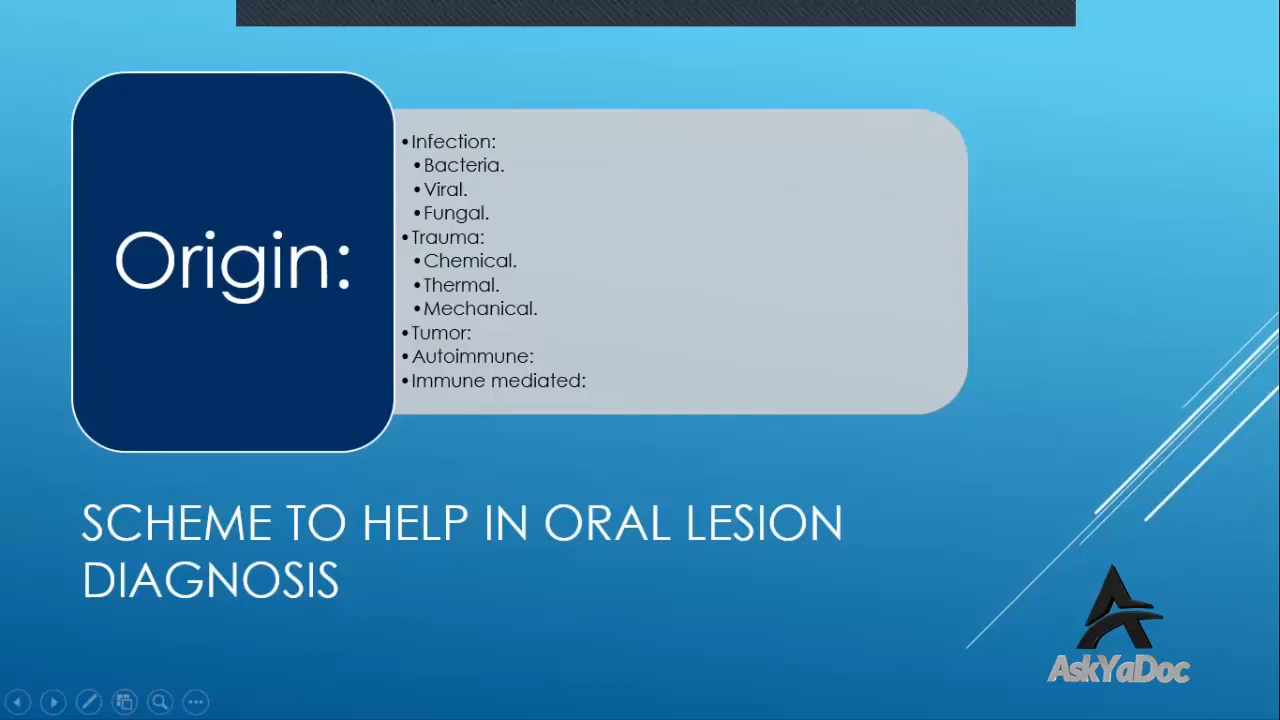 Origin:
•Infection:
•Bacteria.
•Viral.
•Fungal.
•Trauma:
•Chemical.
•Thermal.
•Mechanical.
•Tumor:
•Autoimmune:
•Immune mediated:
SCHEME TO HELP IN ORAL LESION
DIAGNOSIS
AskYaDoc